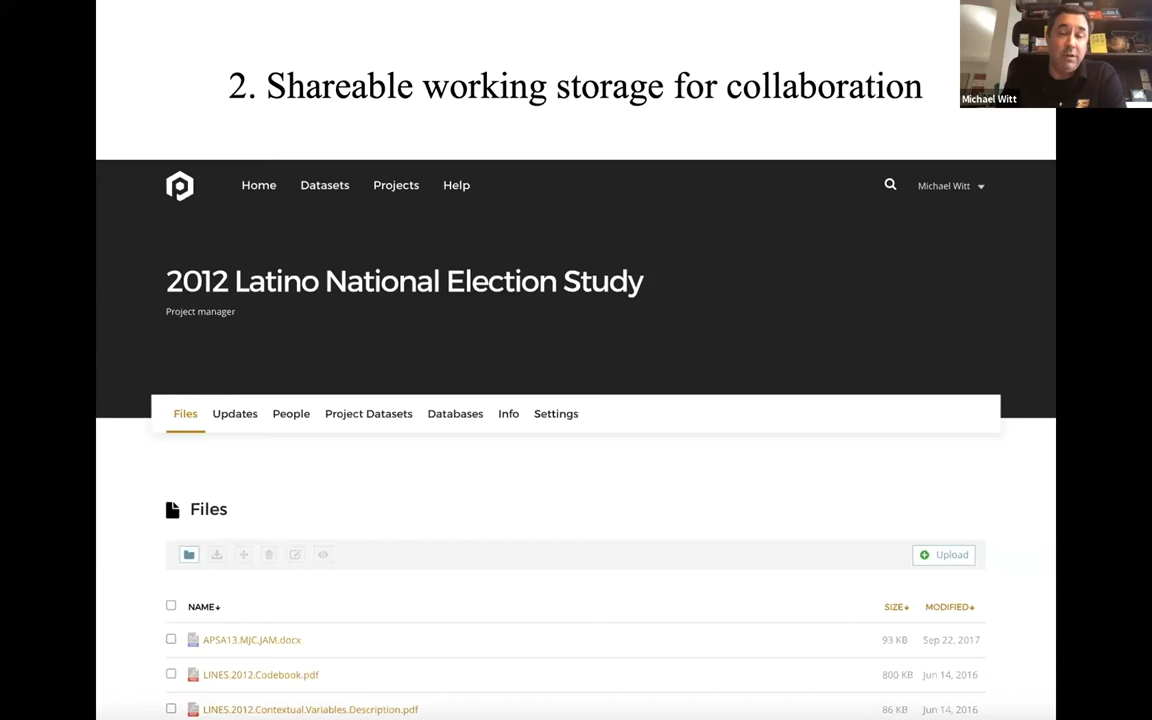 2. Shareable working storage for collaboration
Michael Witt
Home Datasets Projects Help
Michael Witt
2012 Latino National Election Study
Project manager
Files Updates People Project Datasets Databases Info Settings
Files
Upload
NAME SIZE MODIFIED
APSA13.MJC.JAM.docx 93 KB Sep 22, 2017
LINES.2012.Codebook.pdf 800 KB Jun 14, 2016
LINES.2012.Contextual.Variables.Description.pdf 86 KB Jun 14, 2016